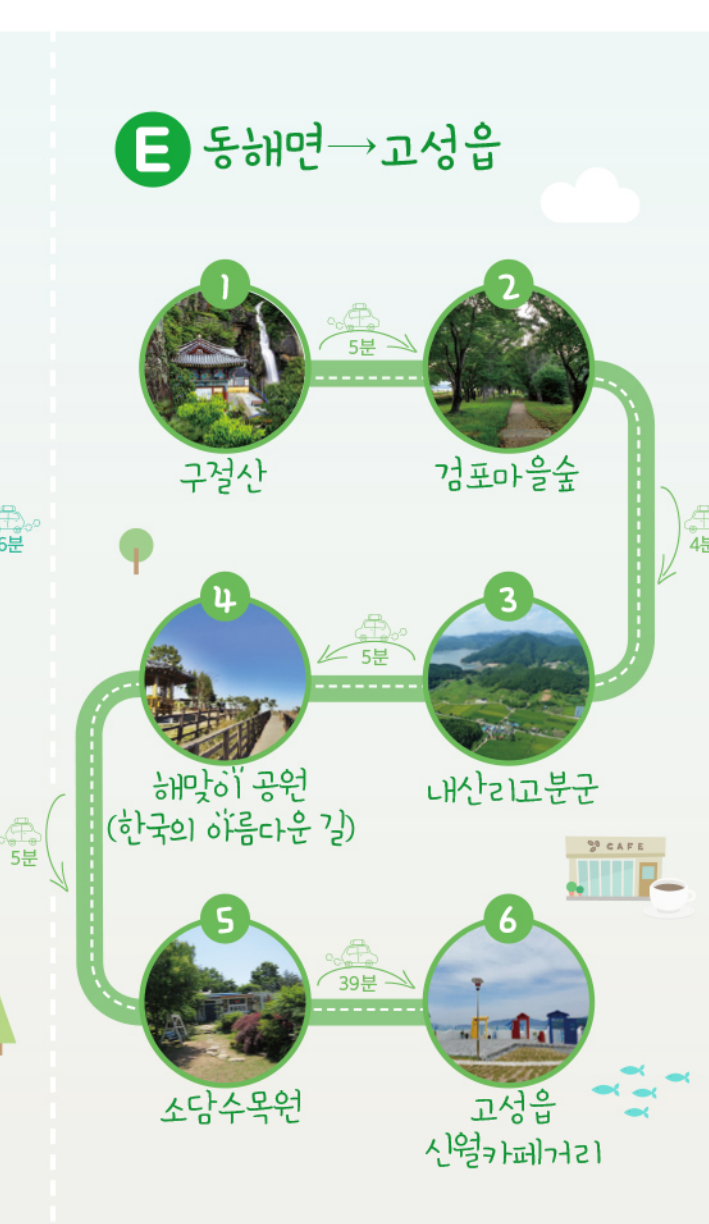 E 동해면→고성읍
1
2
5분
구절산
검포마을숲
6분
4분
4
3
5분
해맞이 공원
(한국의 아름다운 길)
내산리고분군
5분
CAFE
5
6
39분
소담수목원
고성읍
신월카페거리